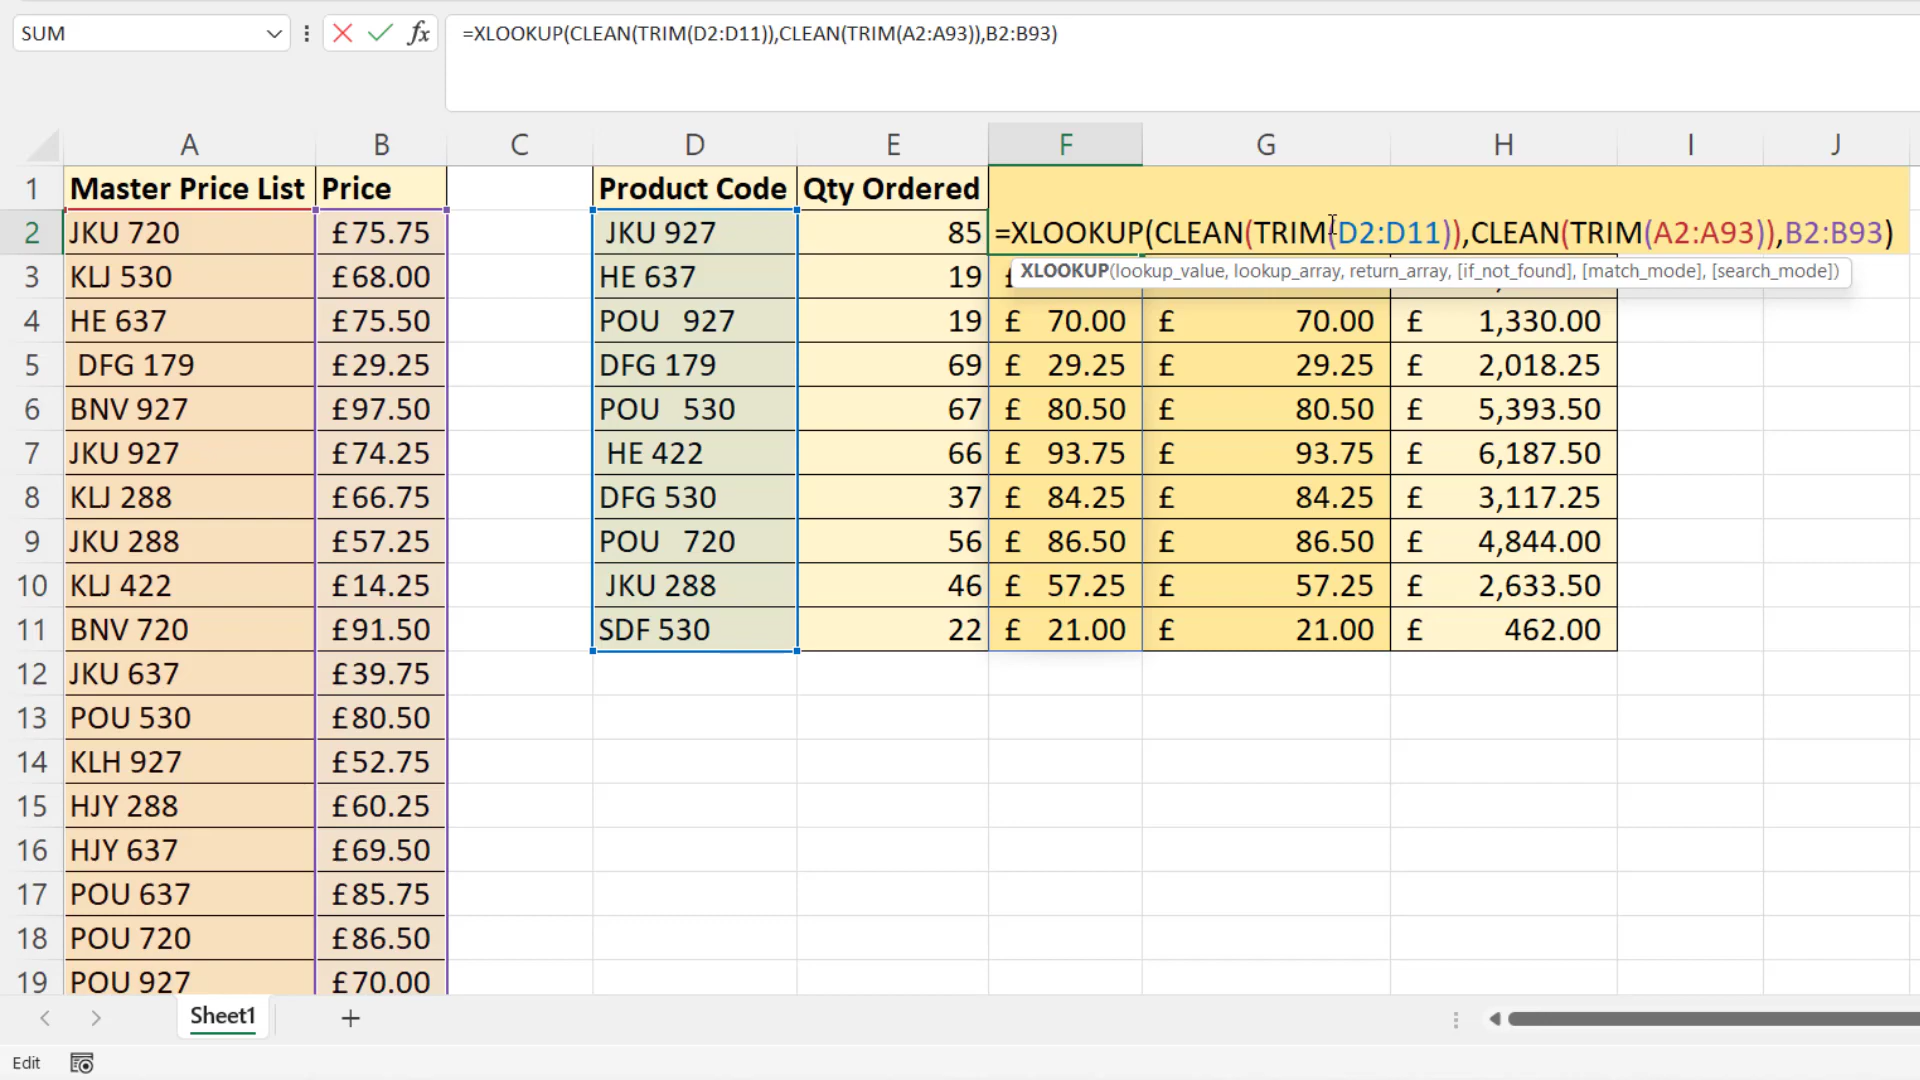 SUM
fx
=XLOOKUP(CLEAN(TRIM(D2:D11)),CLEAN(TRIM(A2:A93)),B2:B93)
A B C D E F G H I J
1 Master Price List Price Product Code Qty Ordered
2 JKU 720 £75.75 JKU 927 85 =XLOOKUP(CLEAN(TRIM(D2:D11)),CLEAN(TRIM(A2:A93)),B2:B93)
XLOOKUP(lookup_value, lookup_array, return_array, [if_not_found], [match_mode], [search_mode])
3 KLJ 530 £68.00 HE 637 19
4 HE 637 £75.50 POU   927 19 £ 70.00 £ 70.00 £ 1,330.00
5 DFG 179 £29.25 DFG 179 69 £ 29.25 £ 29.25 £ 2,018.25
6 BNV 927 £97.50 POU   530 67 £ 80.50 £ 80.50 £ 5,393.50
7 JKU 927 £74.25 HE 422 66 £ 93.75 £ 93.75 £ 6,187.50
8 KLJ 288 £66.75 DFG 530 37 £ 84.25 £ 84.25 £ 3,117.25
9 JKU 288 £57.25 POU   720 56 £ 86.50 £ 86.50 £ 4,844.00
10 KLJ 422 £14.25 JKU 288 46 £ 57.25 £ 57.25 £ 2,633.50
11 BNV 720 £91.50 SDF 530 22 £ 21.00 £ 21.00 £ 462.00
12 JKU 637 £39.75
13 POU 530 £80.50
14 KLH 927 £52.75
15 HJY 288 £60.25
16 HJY 637 £69.50
17 POU 637 £85.75
18 POU 720 £86.50
19 POU 927 £70.00
Sheet1
Edit